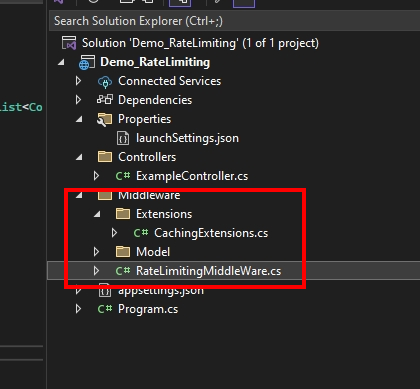 Search Solution Explorer (Ctrl+;)
Solution 'Demo_RateLimiting' (1 of 1 project)
Demo_RateLimiting
Connected Services
Dependencies
ist<Co
Properties
launchSettings.json
Controllers
C# ExampleController.cs
Middleware
Extensions
C# CachingExtensions.cs
Model
C# RateLimitingMiddleWare.cs
appsettings.json
C# Program.cs